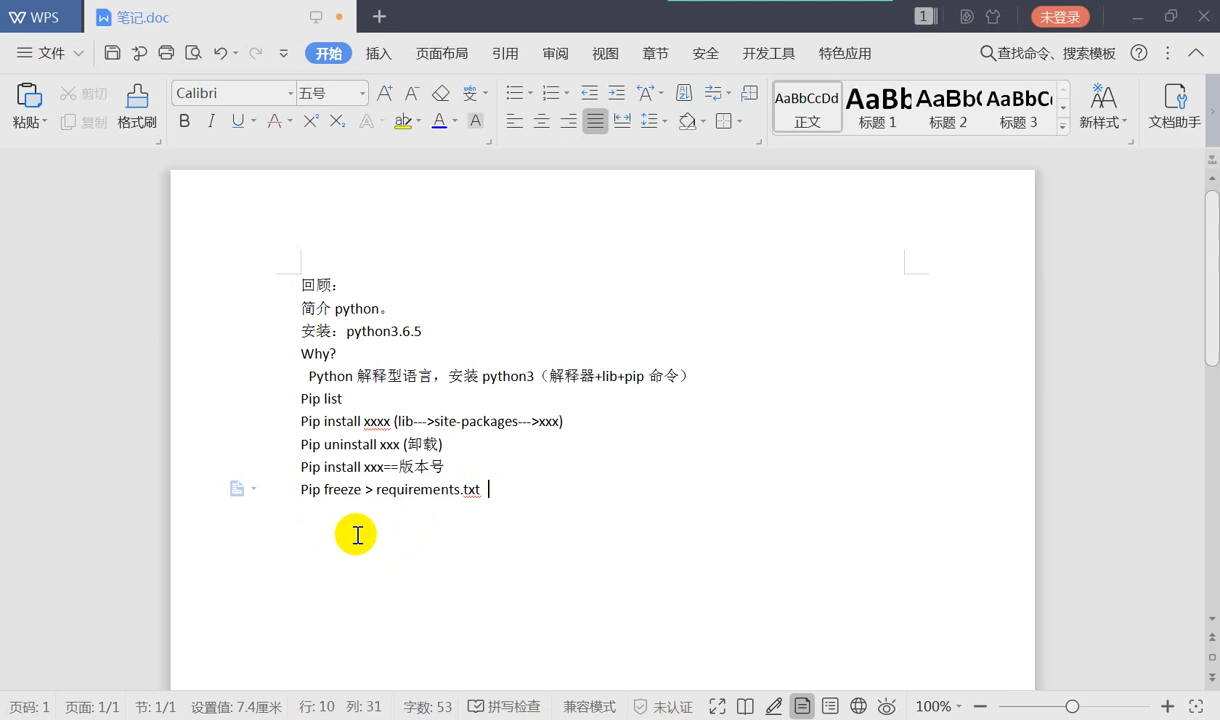 WPS 笔记.doc 1 未登录
文件 开始 插入 页面布局 引用 审阅 视图 章节 安全 开发工具 特色应用 查找命令、搜索模板
粘贴 剪切 复制 格式刷 Calibri 五号 AaBbCcDd 正文 AaBb 标题 1 AaBb( 标题 2 AaBbC( 标题 3 新样式 文档助手
回顾：
简介 python。
安装：python3.6.5
Why?
Python 解释型语言，安装 python3（解释器+lib+pip 命令）
Pip list
Pip install xxxx (lib--->site-packages--->xxx)
Pip uninstall xxx (卸载)
Pip install xxx==版本号
Pip freeze > requirements.txt
页码: 1 页面: 1/1 节: 1/1 设置值: 7.4厘米 行: 10 列: 31 字数: 53 拼写检查 兼容模式 未认证 100%